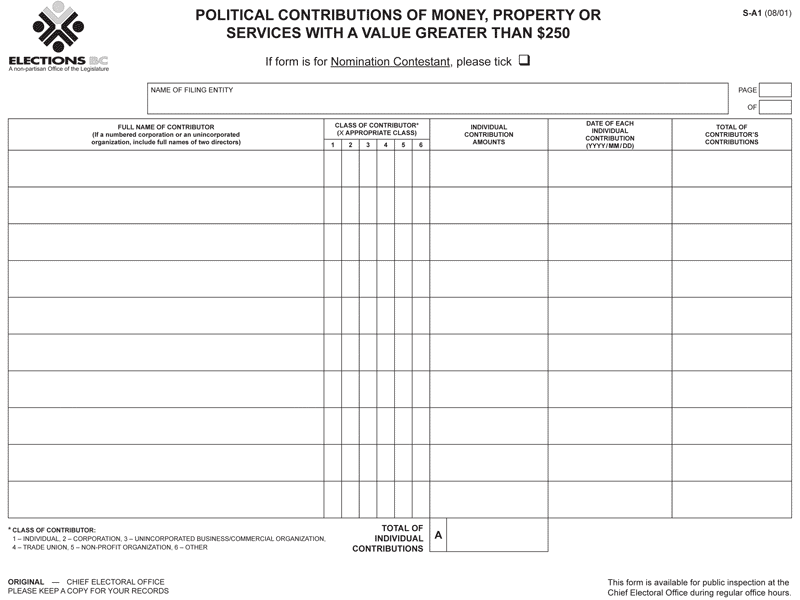 POLITICAL CONTRIBUTIONS OF MONEY, PROPERTY OR
SERVICES WITH A VALUE GREATER THAN $250
S-A1 (08/01)
ELECTIONS BC
A non-partisan Office of the Legislature
If form is for Nomination Contestant, please tick ❑
NAME OF FILING ENTITY
PAGE
OF
FULL NAME OF CONTRIBUTOR
(If a numbered corporation or an unincorporated
organization, include full names of two directors)
CLASS OF CONTRIBUTOR*
(X APPROPRIATE CLASS)
1 2 3 4 5 6
INDIVIDUAL
CONTRIBUTION
AMOUNTS
DATE OF EACH
INDIVIDUAL
CONTRIBUTION
(YYYY/MM/DD)
TOTAL OF
CONTRIBUTOR'S
CONTRIBUTIONS
* CLASS OF CONTRIBUTOR:
1 – INDIVIDUAL, 2 – CORPORATION, 3 – UNINCORPORATED BUSINESS/COMMERCIAL ORGANIZATION,
4 – TRADE UNION, 5 – NON-PROFIT ORGANIZATION, 6 – OTHER
TOTAL OF
INDIVIDUAL
CONTRIBUTIONS
A
ORIGINAL — CHIEF ELECTORAL OFFICE
PLEASE KEEP A COPY FOR YOUR RECORDS
This form is available for public inspection at the
Chief Electoral Office during regular office hours.